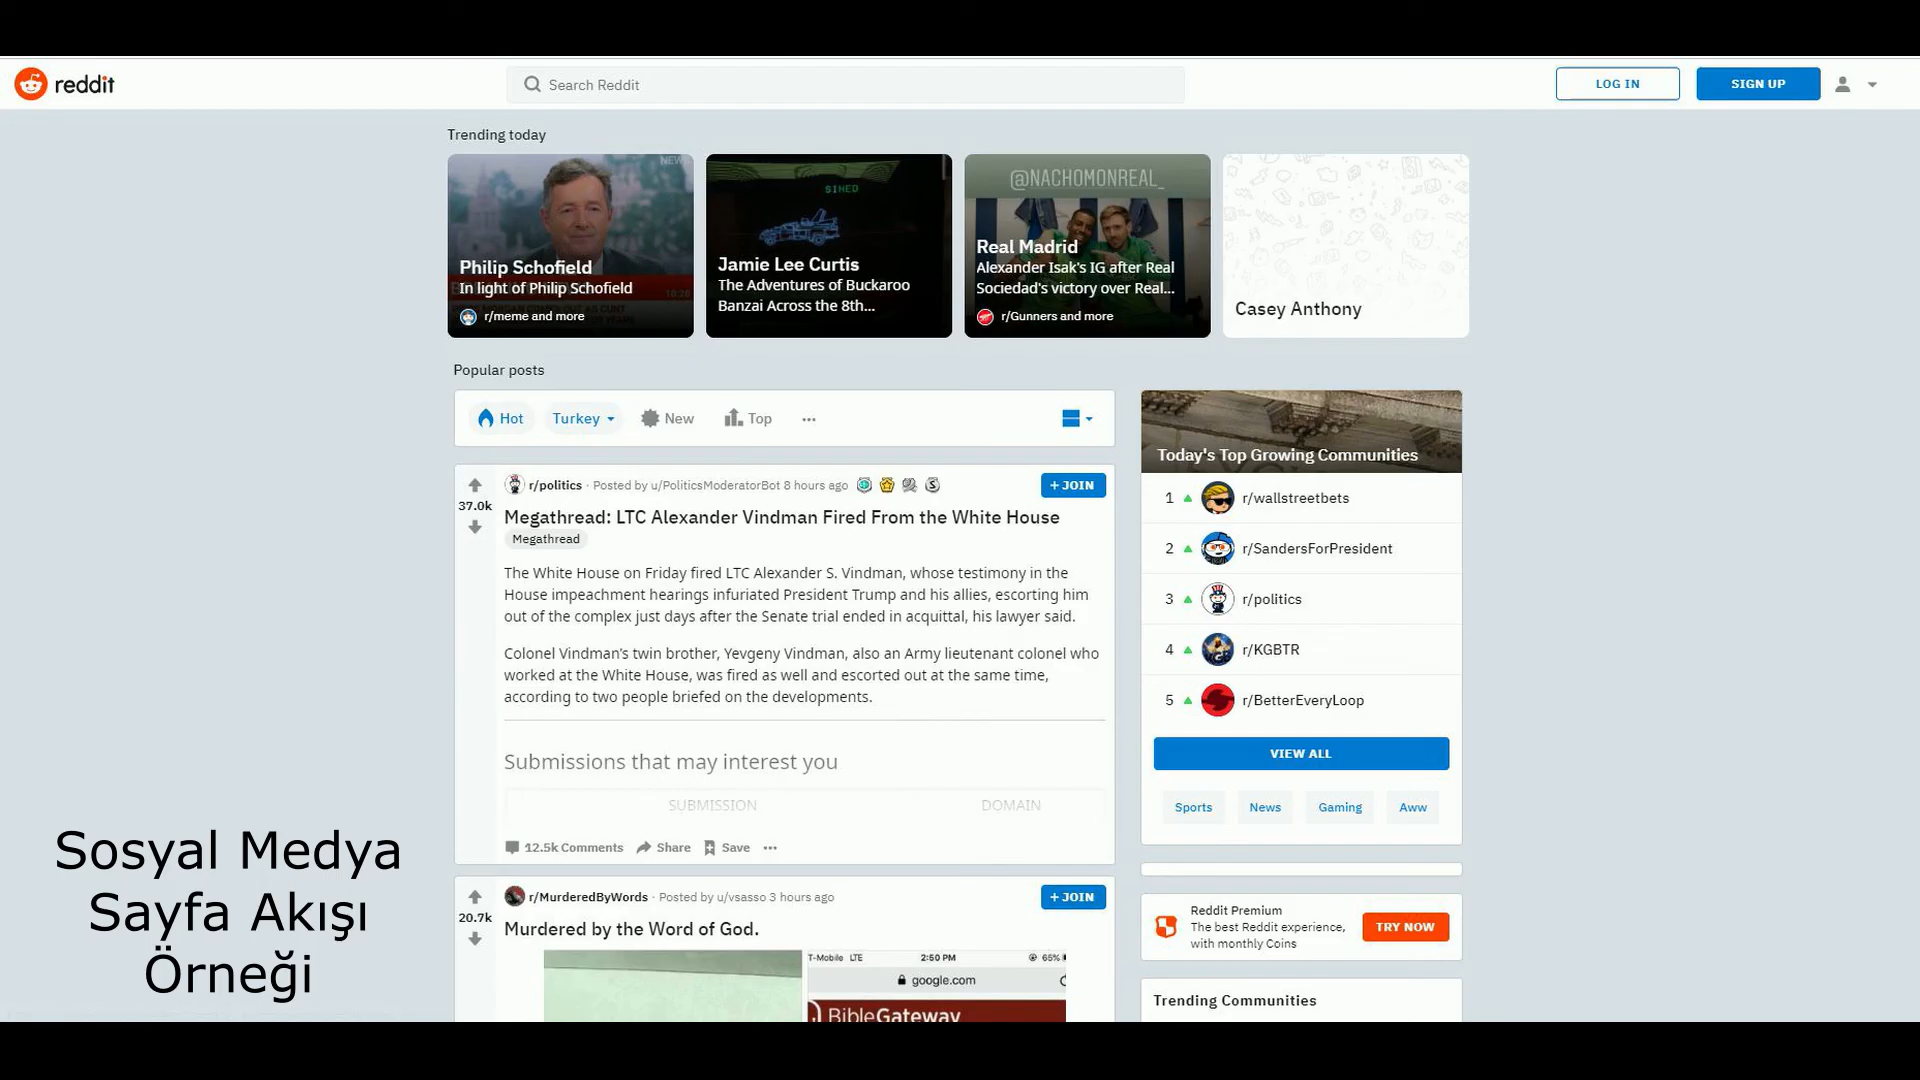 reddit
Search Reddit
LOG IN
SIGN UP
Trending today
NEWS
Philip Schofield
In light of Philip Schofield
r/meme and more
SINED
Jamie Lee Curtis
The Adventures of Buckaroo
Banzai Across the 8th...
@NACHOMONREAL_
Real Madrid
Alexander Isak's IG after Real
Sociedad's victory over Real...
r/Gunners and more
Casey Anthony
Popular posts
Hot
Turkey
New
Top
37.0k
r/politics · Posted by u/PoliticsModeratorBot 8 hours ago
+ JOIN
Megathread: LTC Alexander Vindman Fired From the White House
Megathread
The White House on Friday fired LTC Alexander S. Vindman, whose testimony in the
House impeachment hearings infuriated President Trump and his allies, escorting him
out of the complex just days after the Senate trial ended in acquittal, his lawyer said.
Colonel Vindman's twin brother, Yevgeny Vindman, also an Army lieutenant colonel who
worked at the White House, was fired as well and escorted out at the same time,
according to two people briefed on the developments.
Submissions that may interest you
SUBMISSION DOMAIN
12.5k Comments Share Save
20.7k
r/MurderedByWords · Posted by u/vsasso 3 hours ago
+ JOIN
Murdered by the Word of God.
T-Mobile LTE 2:50 PM 65%
google.com
BibleGateway
Today's Top Growing Communities
1 r/wallstreetbets
2 r/SandersForPresident
3 r/politics
4 r/KGBTR
5 r/BetterEveryLoop
VIEW ALL
Sports News Gaming Aww
Reddit Premium
The best Reddit experience,
with monthly Coins
TRY NOW
Trending Communities
Sosyal Medya
Sayfa Akışı
Örneği